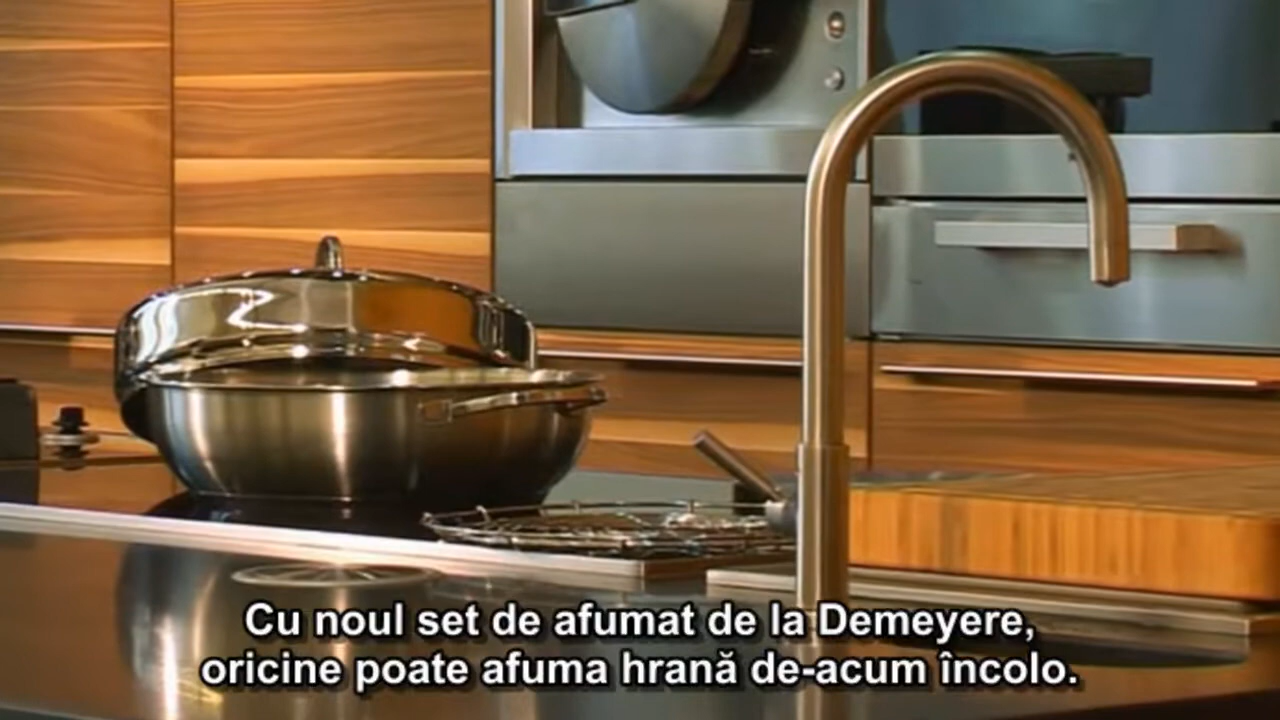 Cu noul set de afumat de la Demeyere,
oricine poate afuma hrană de-acum încolo.